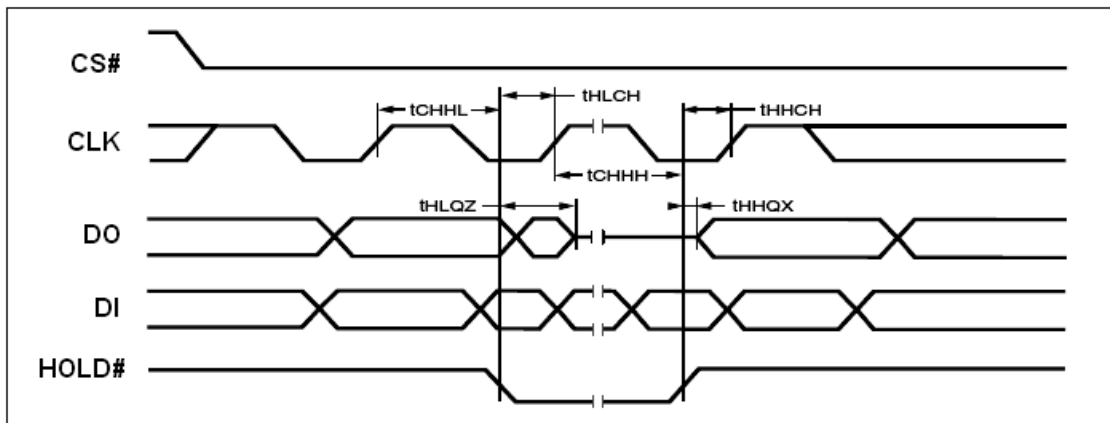 CS#
tCHHL
tHLCH
tHHCH
CLK
tCHHH
tHLQZ
tHHQX
DO
DI
HOLD#